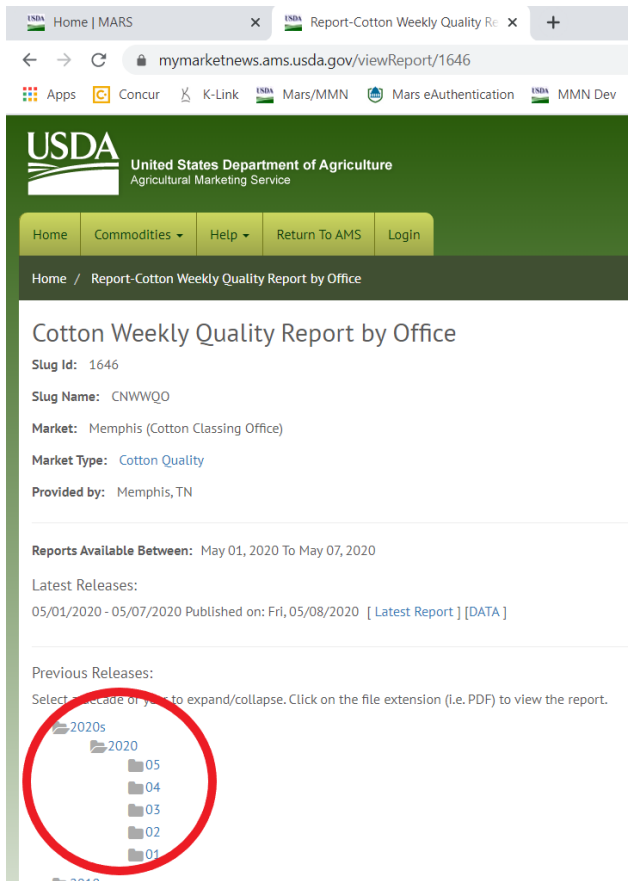 USDA Home | MARS × USDA Report-Cotton Weekly Quality Re × +
mymarketnews.ams.usda.gov/viewReport/1646
Apps C Concur K-Link USDA Mars/MMN Mars eAuthentication USDA MMN Dev
USDA
United States Department of Agriculture
Agricultural Marketing Service
Home Commodities Help Return To AMS Login
Home / Report-Cotton Weekly Quality Report by Office
Cotton Weekly Quality Report by Office
Slug Id: 1646
Slug Name: CNWWQO
Market: Memphis (Cotton Classing Office)
Market Type: Cotton Quality
Provided by: Memphis, TN
Reports Available Between: May 01, 2020 To May 07, 2020
Latest Releases:
05/01/2020 - 05/07/2020 Published on: Fri, 05/08/2020 [ Latest Report ] [DATA ]
Previous Releases:
Select a decade or year to expand/collapse. Click on the file extension (i.e. PDF) to view the report.
2020s
2020
05
04
03
02
01